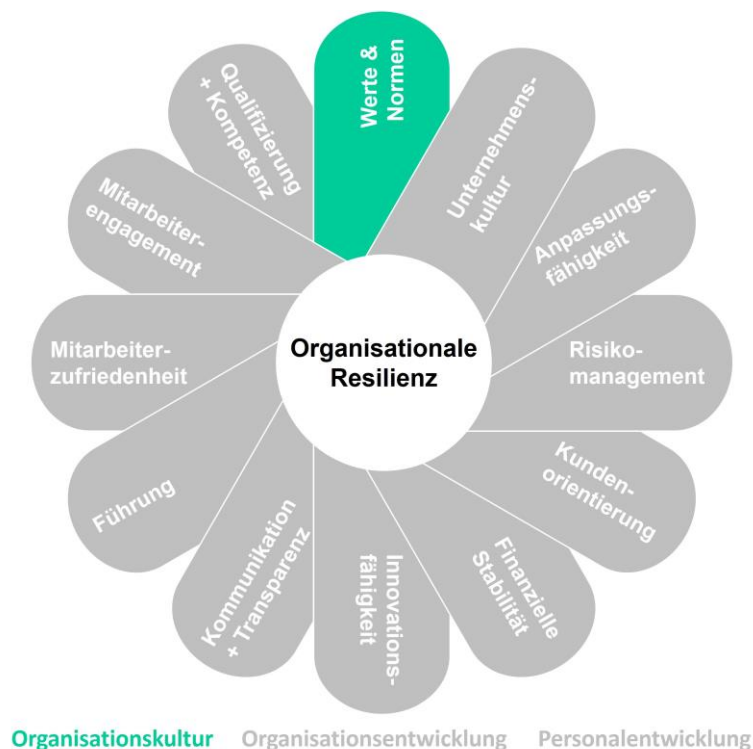 Werte &
Normen
Unternehmens-
kultur
Anpassungs-
fähigkeit
Risiko-
management
Kunden-
orientierung
Finanzielle
Stabilität
Innovations-
fähigkeit
Kommunikation
+ Transparenz
Führung
Mitarbeiter-
zufriedenheit
Mitarbeiter-
engagement
Qualifizierung
+ Kompetenz
Organisationale
Resilienz
Organisationskultur Organisationsentwicklung Personalentwicklung